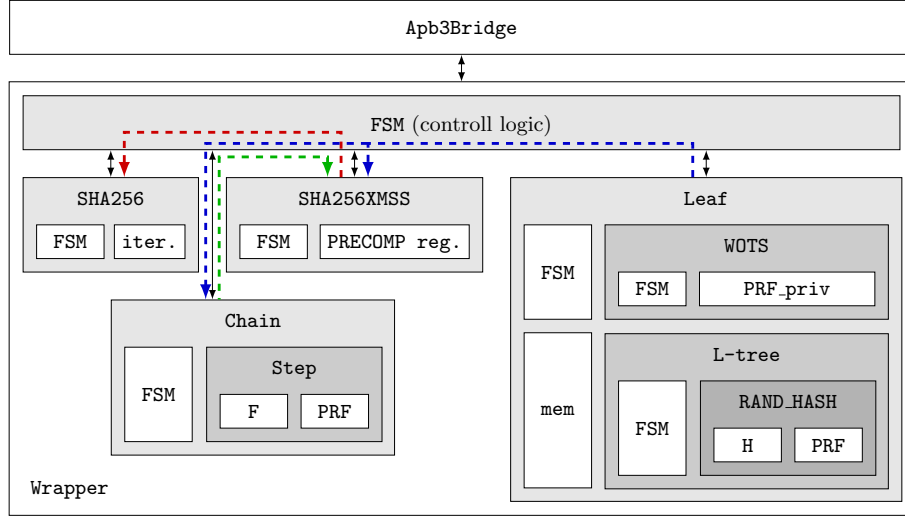 Apb3Bridge
FSM (controll logic)
SHA256
FSM
iter.
SHA256XMSS
FSM
PRECOMP reg.
Leaf
FSM
WOTS
FSM
PRF_priv
mem
L-tree
FSM
RAND_HASH
H
PRF
Chain
FSM
Step
F
PRF
Wrapper